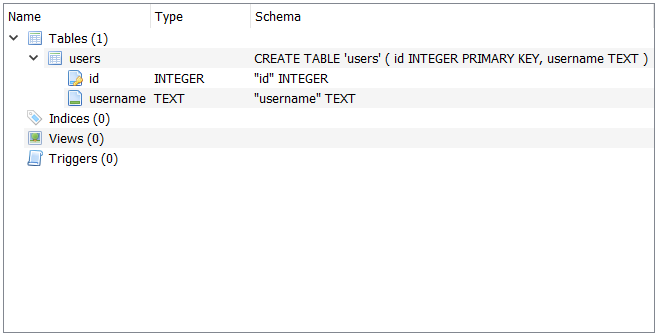 Name Type Schema
Tables (1)
users CREATE TABLE 'users' ( id INTEGER PRIMARY KEY, username TEXT )
id INTEGER "id" INTEGER
username TEXT "username" TEXT
Indices (0)
Views (0)
Triggers (0)